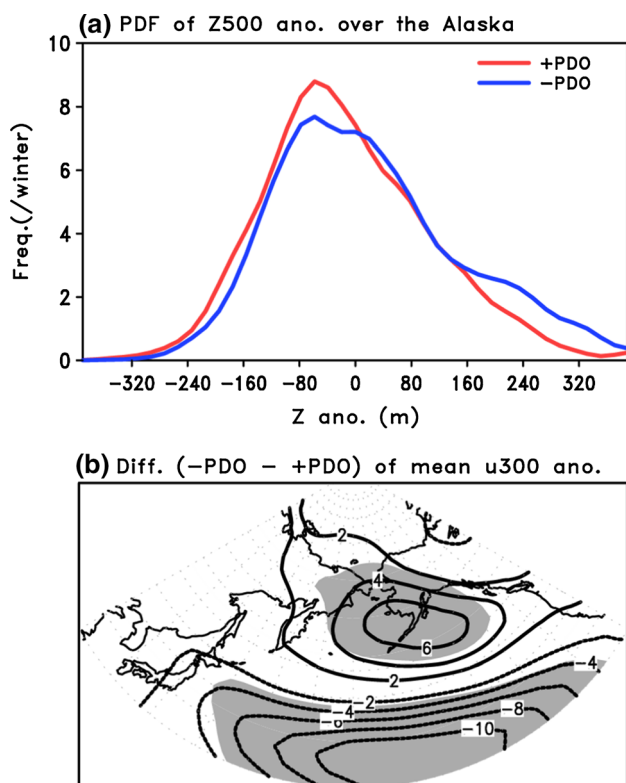 (a) PDF of Z500 ano. over the Alaska
+PDO
−PDO
Freq.(/winter)
10
8
6
4
2
0
−320 −240 −160 −80 0 80 160 240 320
Z ano. (m)
(b) Diff. (−PDO − +PDO) of mean u300 ano.
2
4
6
2
−2
−4
−4
−6
−8
−10